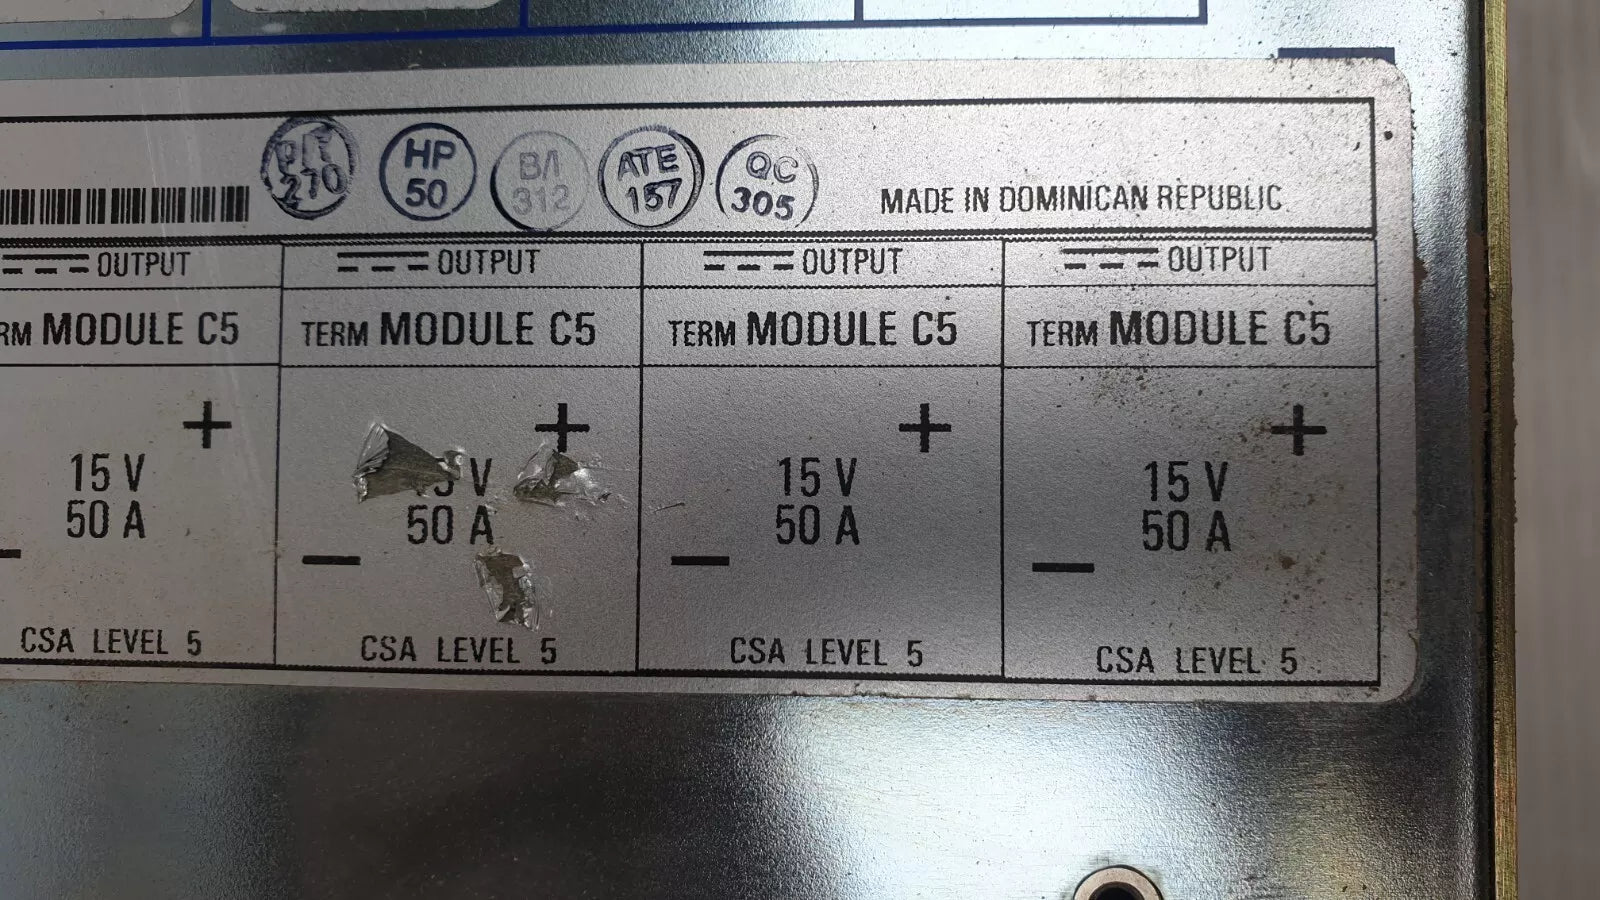 270
HP
50
B/I
312
ATE
157
QC
305
MADE IN DOMINICAN REPUBLIC
OUTPUT
OUTPUT
OUTPUT
OUTPUT
MODULE C5
TERM MODULE C5
TERM MODULE C5
TERM MODULE C5
+
15 V
50 A
CSA LEVEL 5
+
V
50 A
−
CSA LEVEL 5
+
15 V
50 A
−
CSA LEVEL 5
+
15 V
50 A
−
CSA LEVEL 5